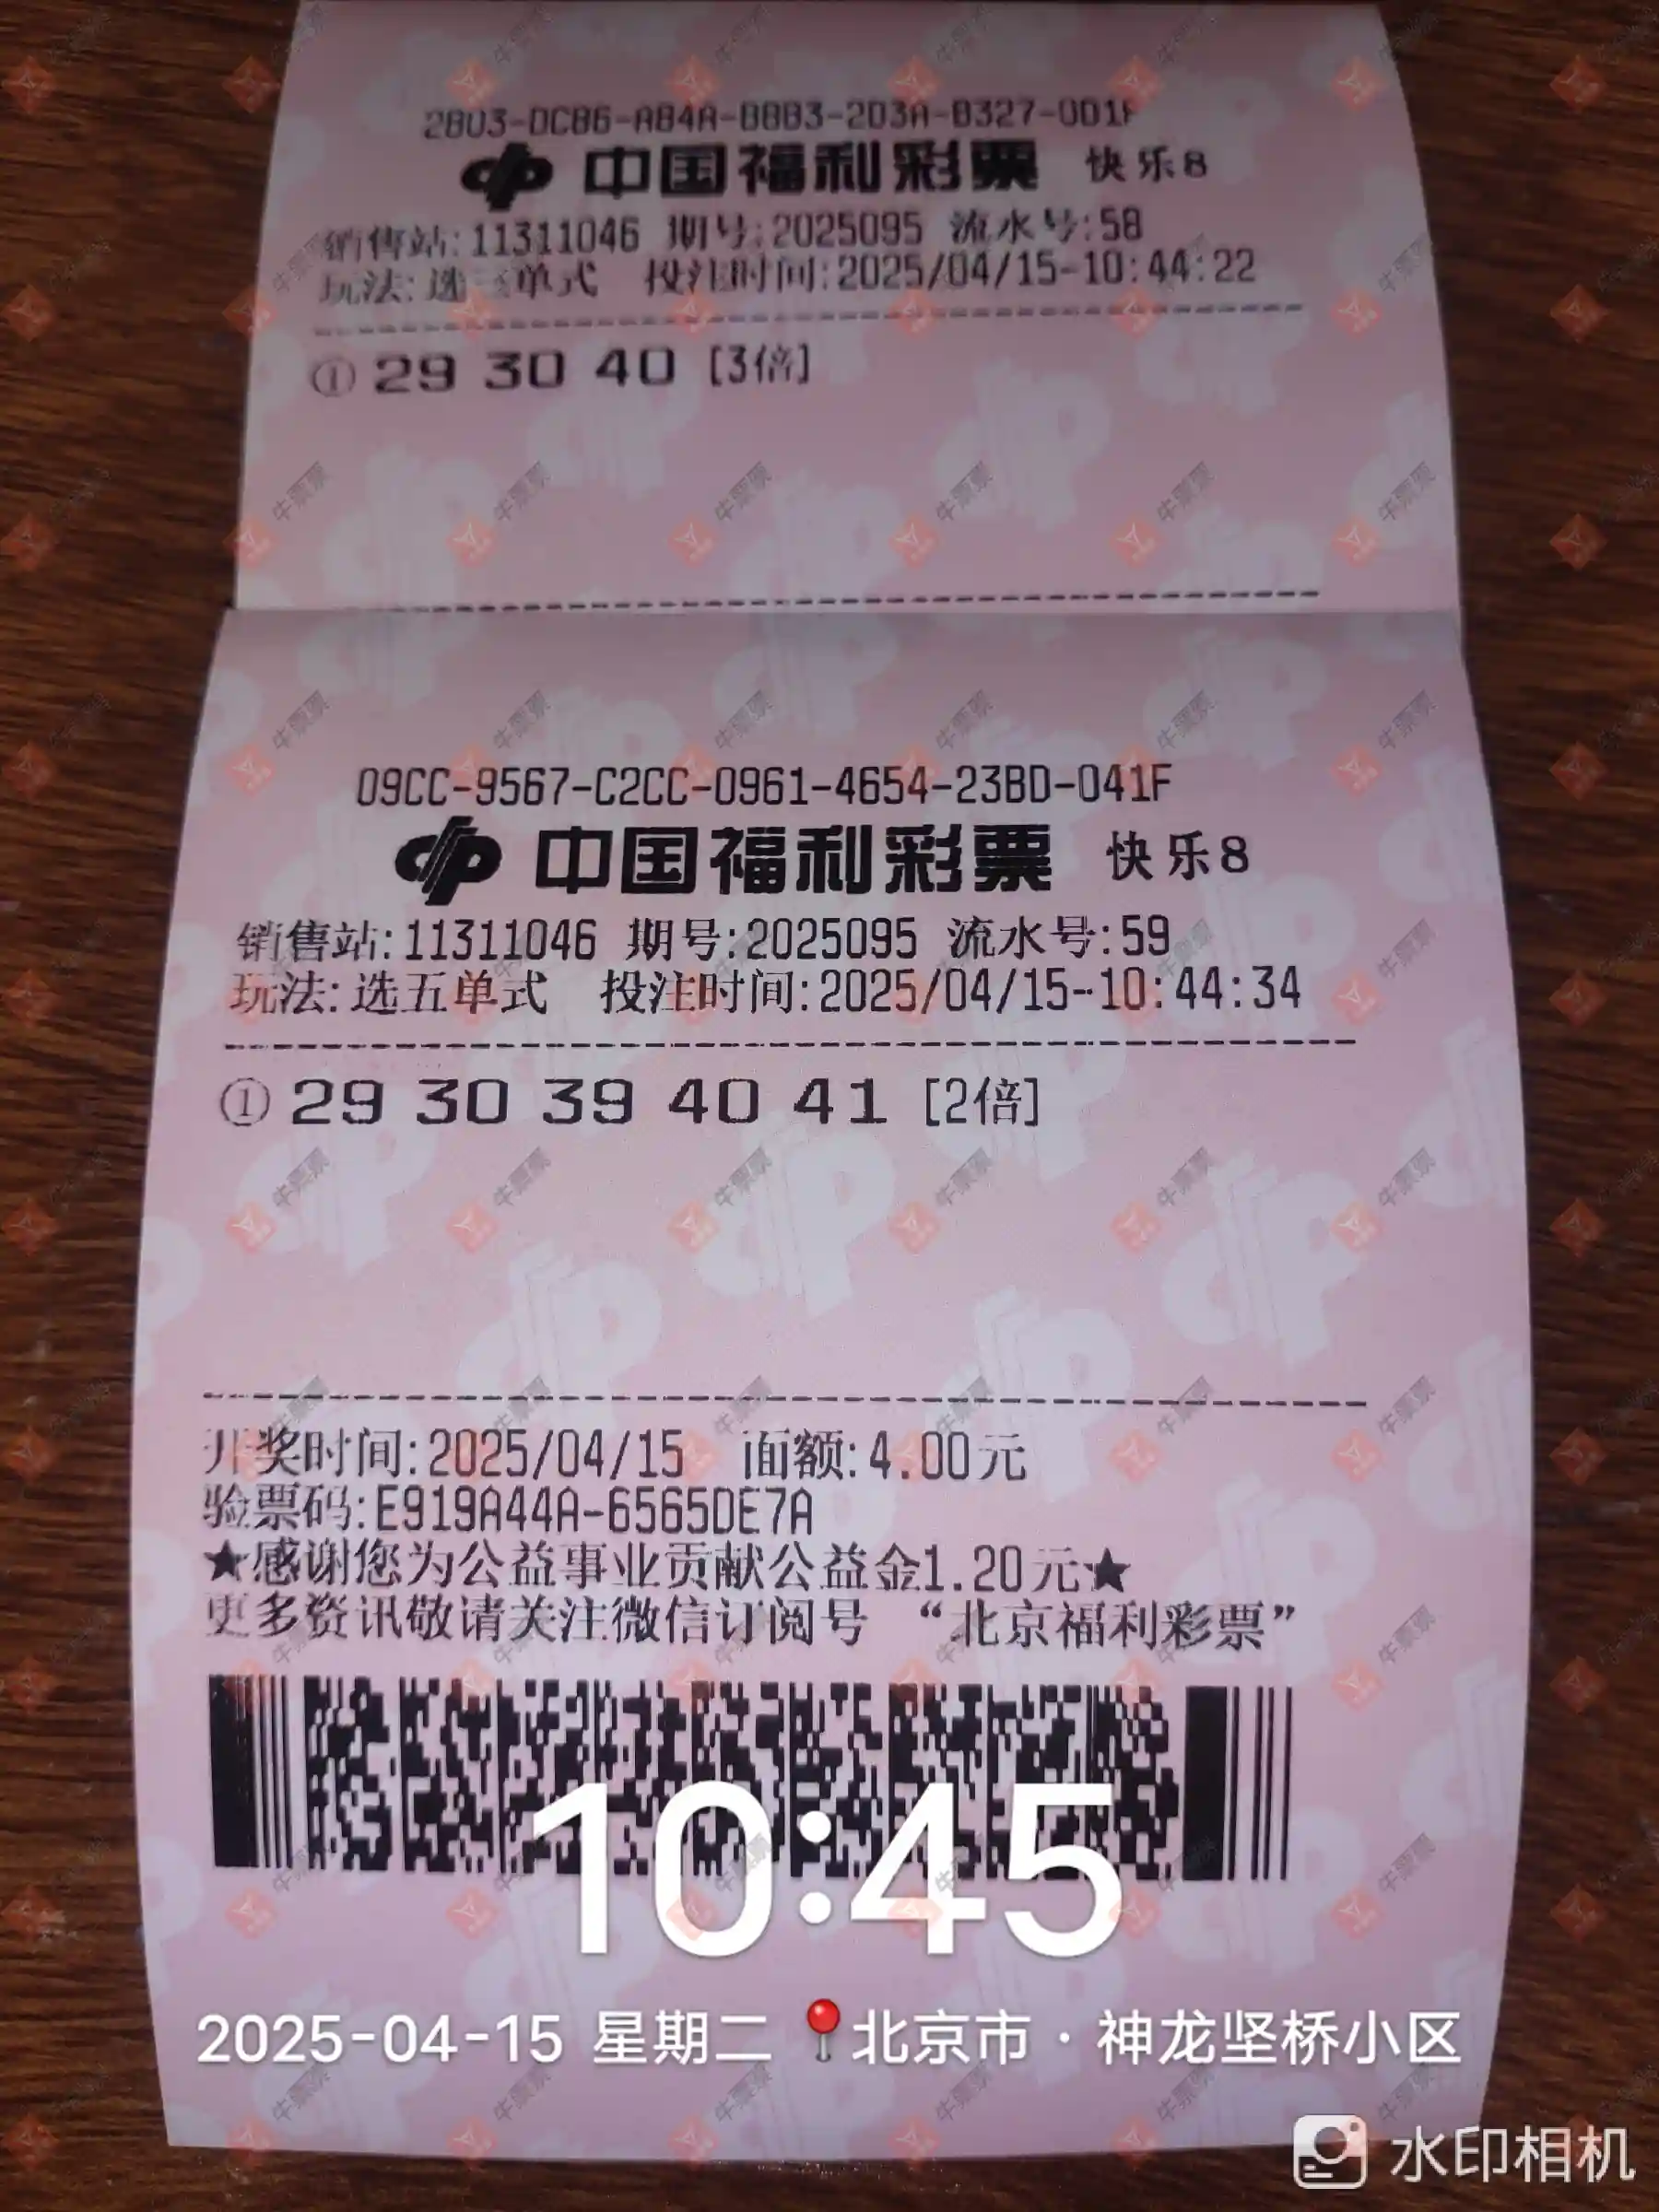 中国福利彩票 快乐8
销售站:11311046 期号:2025095 流水号:58
玩法:选三单式 投注时间:2025/04/15-10:44:22
① 29 30 40 [3倍]
09CC-9567-C2CC-0961-4654-23BD-041F
中国福利彩票 快乐8
销售站:11311046 期号:2025095 流水号:59
玩法:选五单式 投注时间:2025/04/15-10:44:34
① 29 30 39 40 41 [2倍]
开奖时间:2025/04/15 面额:4.00元
验票码:E919A44A-6565DE7A
★感谢您为公益事业贡献公益金1.20元★
更多资讯敬请关注微信订阅号 “北京福利彩票”
10:45
2025-04-15 星期二 北京市·神龙坚桥小区
水印相机
牛票票